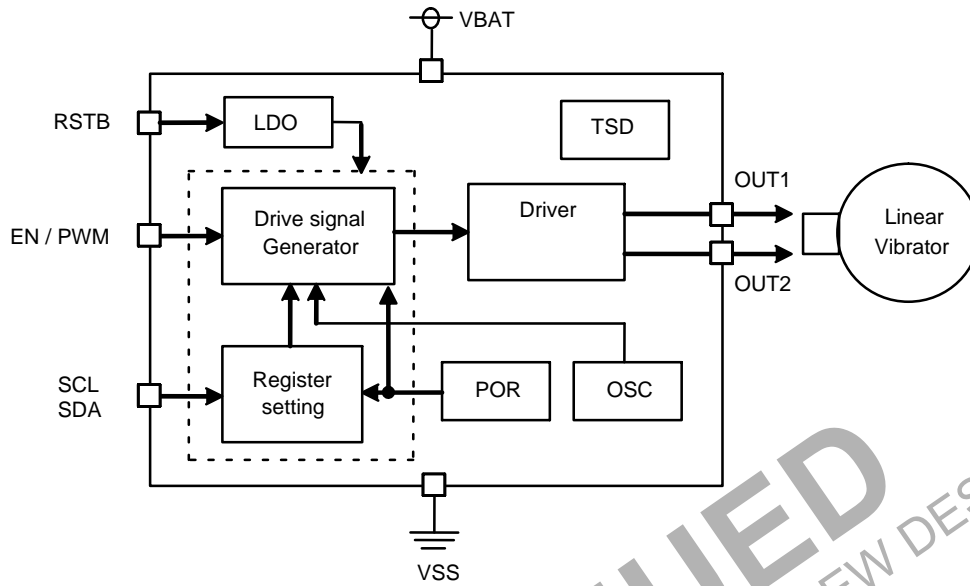 VBAT
RSTB
LDO
TSD
OUT1
EN / PWM
Drive signal
Generator
Driver
Linear
Vibrator
OUT2
SCL
SDA
Register
setting
POR
OSC
VSS